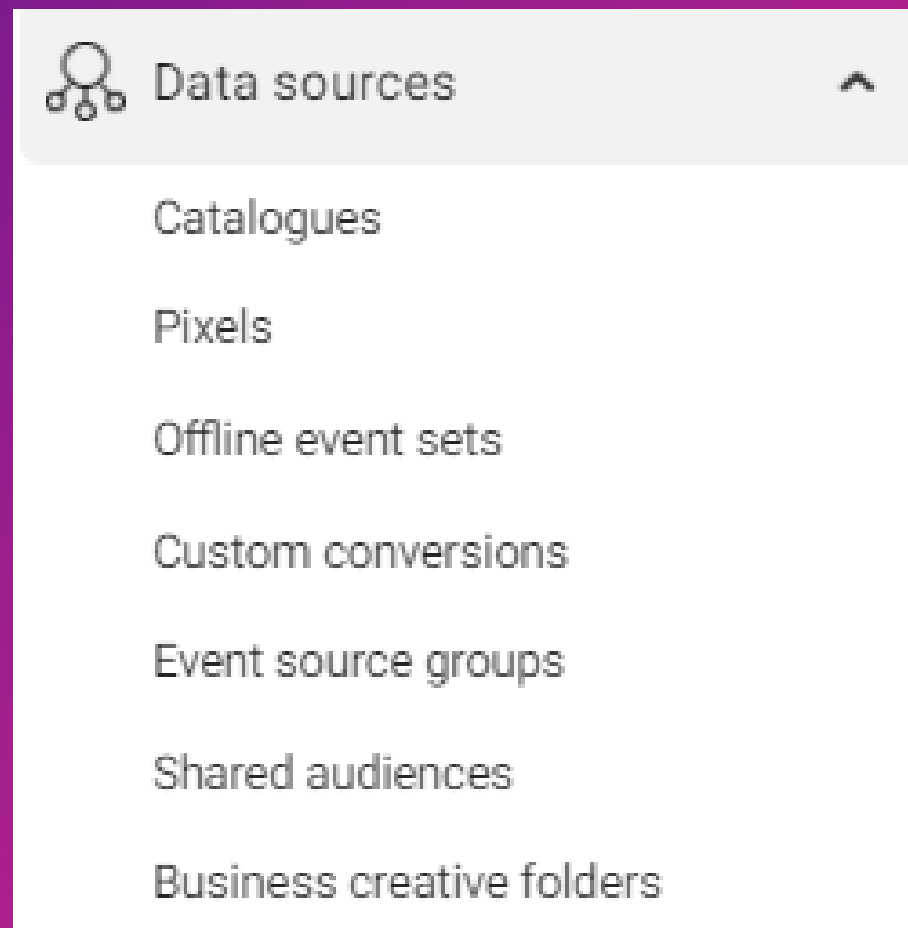 Data sources
Catalogues
Pixels
Offline event sets
Custom conversions
Event source groups
Shared audiences
Business creative folders